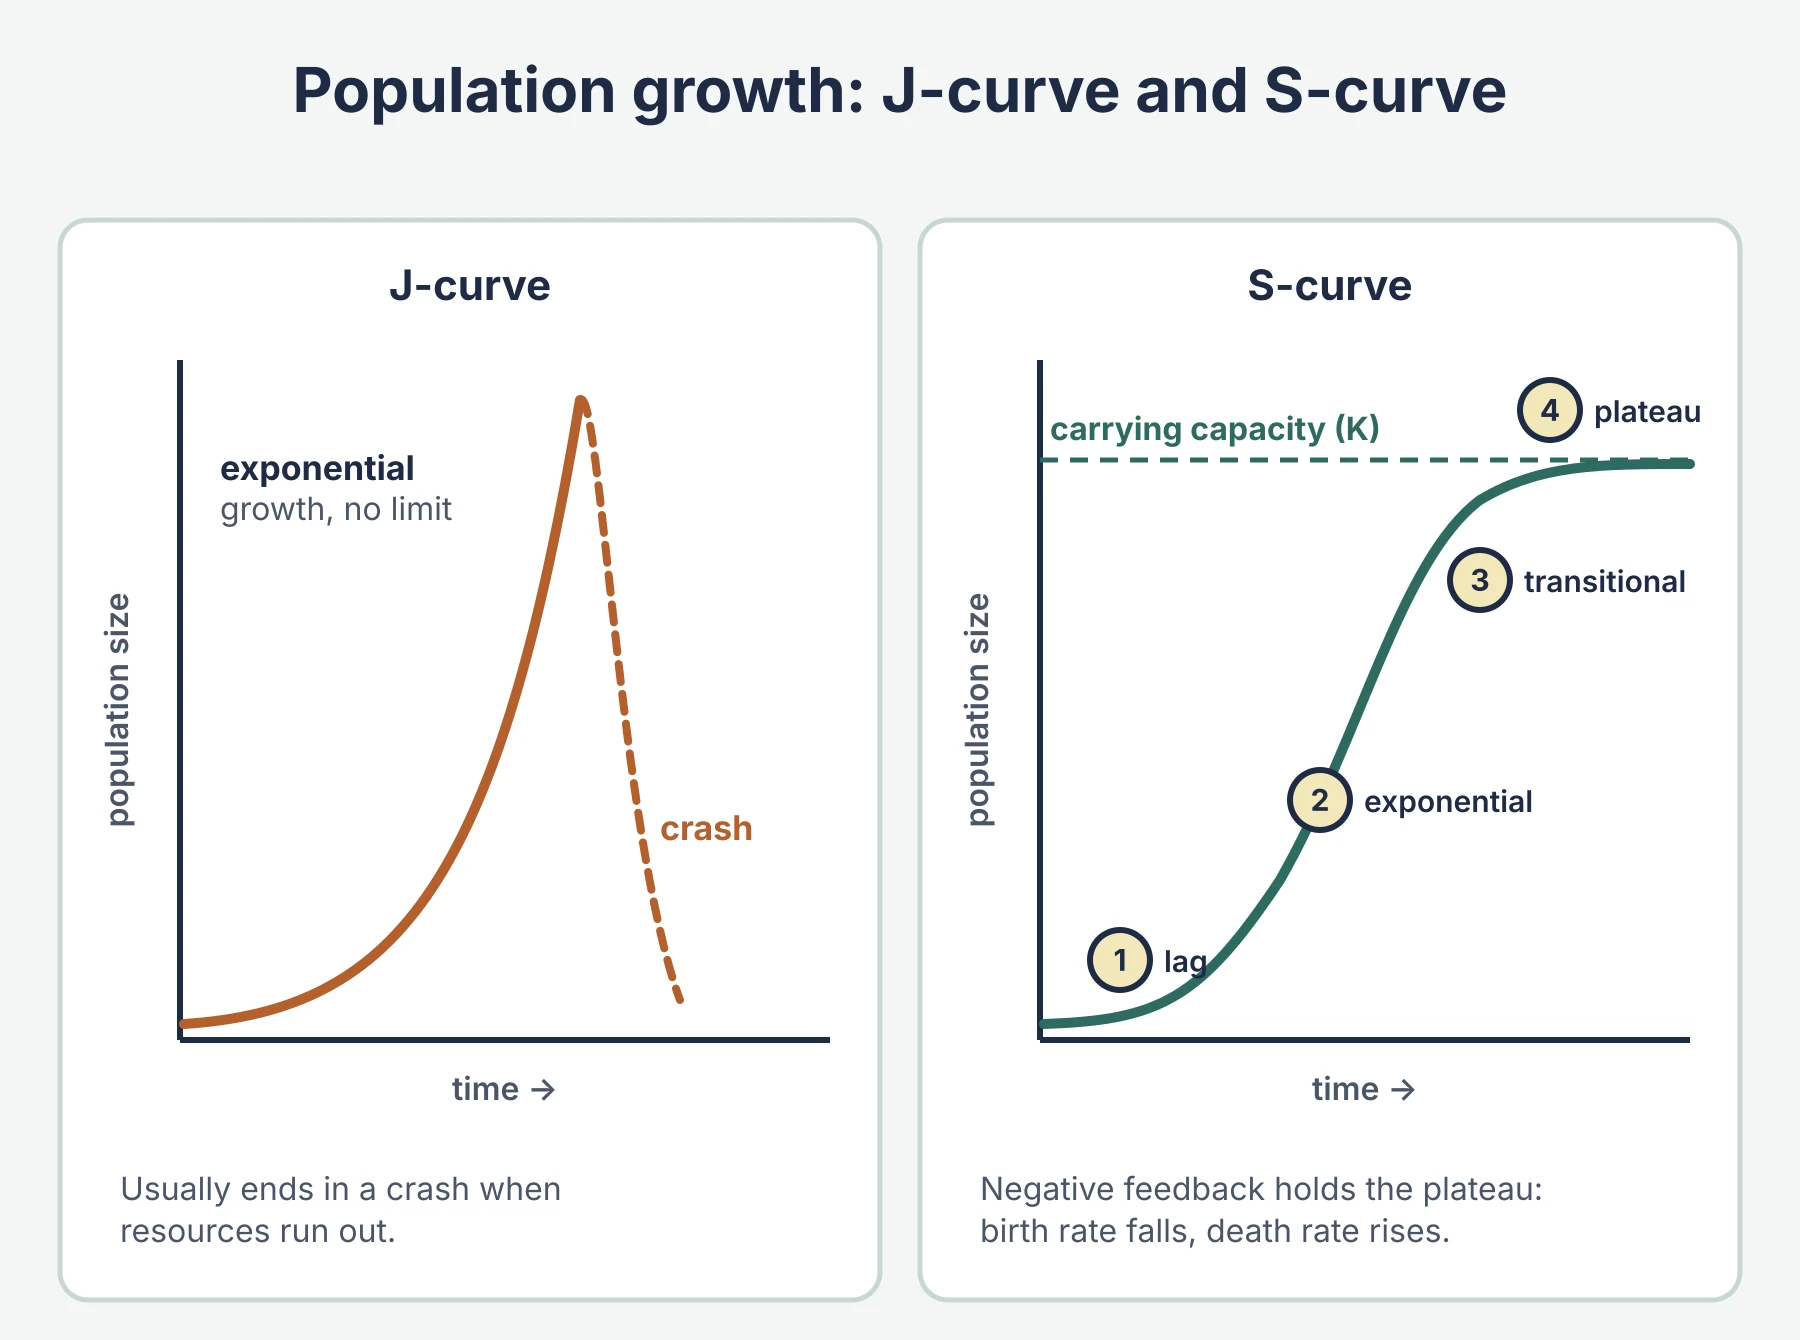 Population growth: J-curve and S-curve
J-curve
exponential
growth, no limit
population size
crash
time →
Usually ends in a crash when
resources run out.
S-curve
4 plateau
carrying capacity (K)
3 transitional
population size
2 exponential
1 lag
time →
Negative feedback holds the plateau:
birth rate falls, death rate rises.